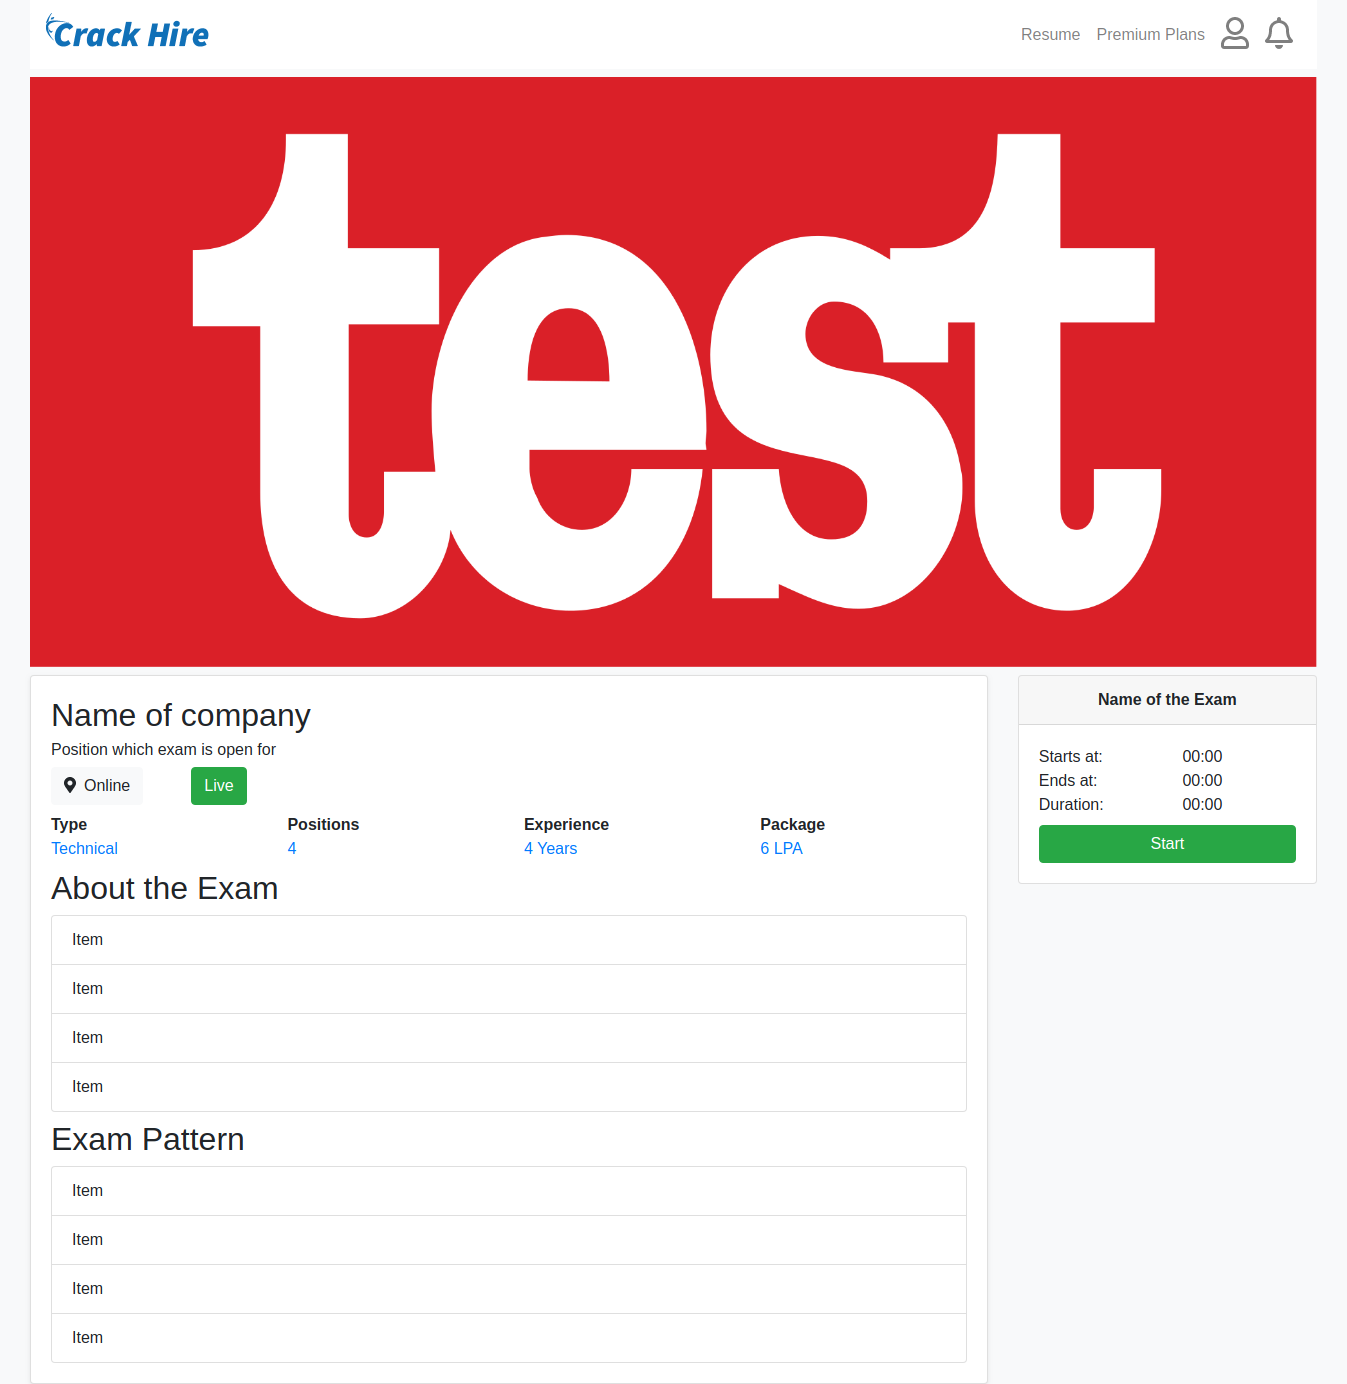 Crack Hire
Resume Premium Plans
test
Name of company
Position which exam is open for
Online Live
Type Positions Experience Package
Technical 4 4 Years 6 LPA
About the Exam
Item
Item
Item
Item
Exam Pattern
Item
Item
Item
Item
Name of the Exam
Starts at: 00:00
Ends at: 00:00
Duration: 00:00
Start